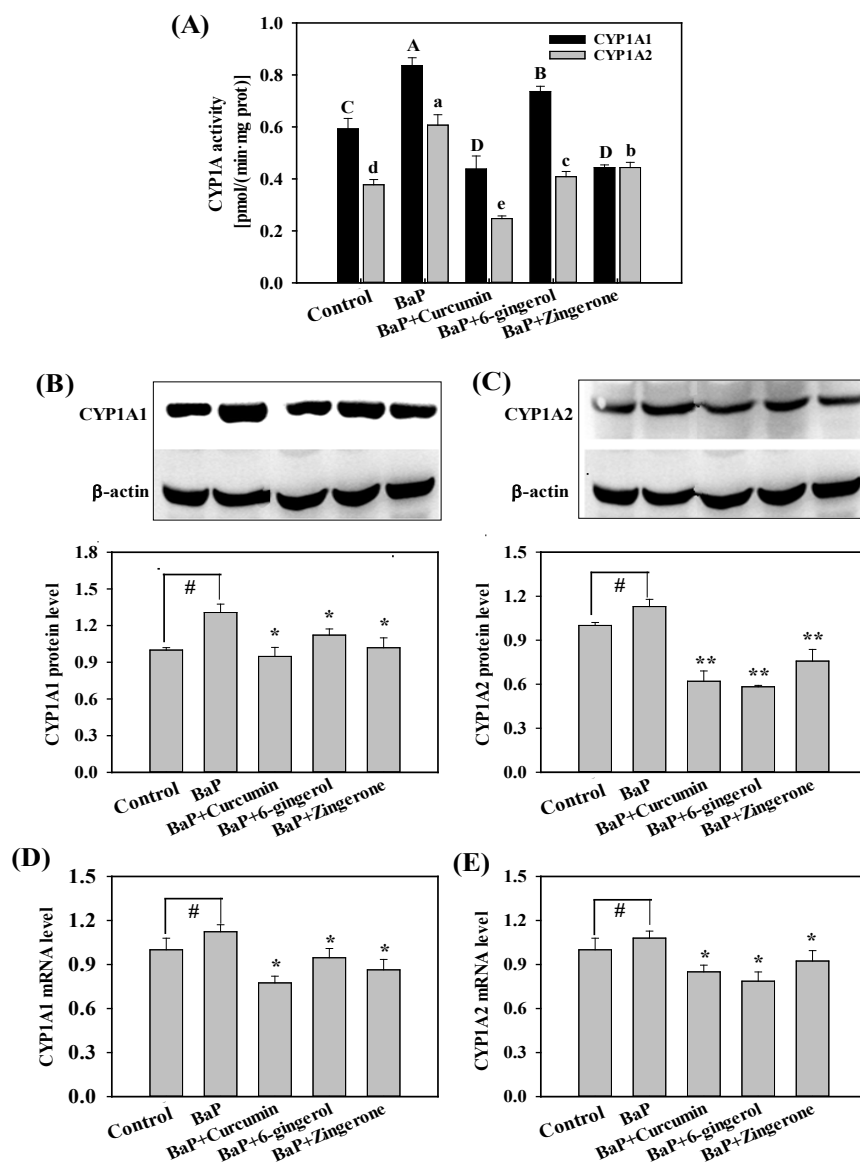 (A)
CYP1A1
CYP1A2
CYP1A activity
[pmol/(min·mg prot)]
1.0
0.8
0.6
0.4
0.2
0.0
C
d
A
a
D
e
B
c
D
b
Control
BaP
BaP+Curcumin
BaP+6-gingerol
BaP+Zingerone
(B)
CYP1A1
β-actin
CYP1A1 protein level
1.8
1.5
1.2
0.9
0.6
0.3
0.0
#
*
*
*
Control
BaP
BaP+Curcumin
BaP+6-gingerol
BaP+Zingerone
(C)
CYP1A2
β-actin
CYP1A2 protein level
1.5
1.2
0.9
0.6
0.3
0.0
#
**
**
**
Control
BaP
BaP+Curcumin
BaP+6-gingerol
BaP+Zingerone
(D)
CYP1A1 mRNA level
1.5
1.2
0.9
0.6
0.3
0.0
#
*
*
*
Control
BaP
BaP+Curcumin
BaP+6-gingerol
BaP+Zingerone
(E)
CYP1A2 mRNA level
1.5
1.2
0.9
0.6
0.3
0.0
#
*
*
*
Control
BaP
BaP+Curcumin
BaP+6-gingerol
BaP+Zingerone